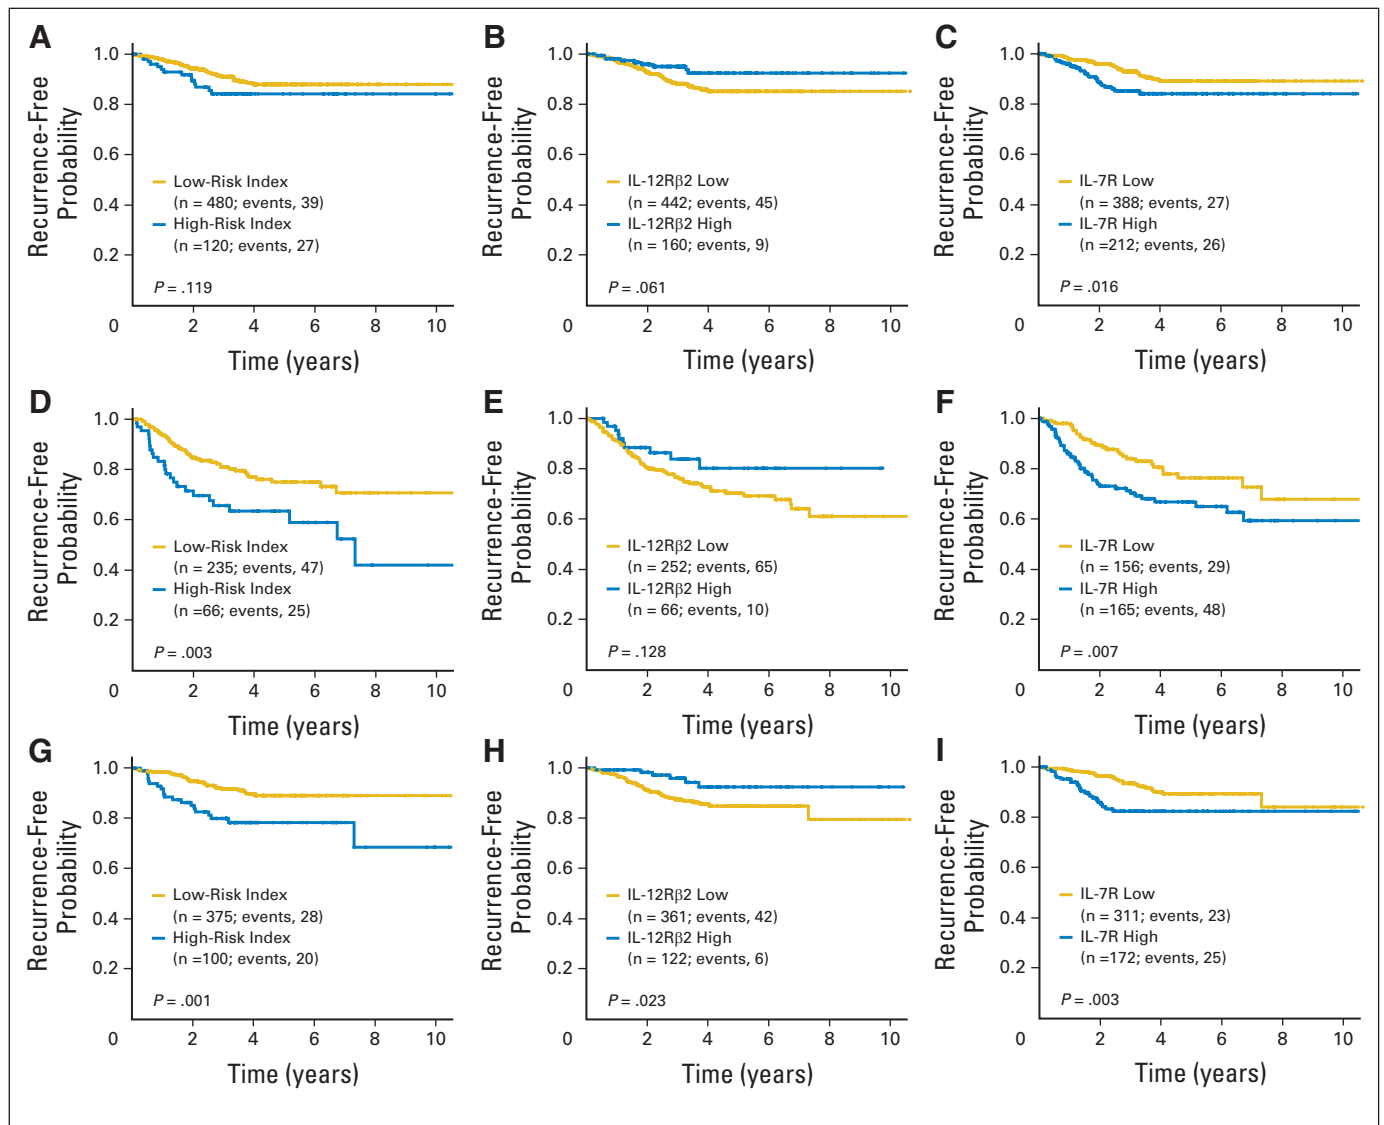 A
Recurrence-Free
Probability
1.0
0.8
0.6
0.4
0.2
Low-Risk Index
(n = 480; events, 39)
High-Risk Index
(n =120; events, 27)
P = .119
0 2 4 6 8 10
Time (years)
B
Recurrence-Free
Probability
1.0
0.8
0.6
0.4
0.2
IL-12Rβ2 Low
(n = 442; events, 45)
IL-12Rβ2 High
(n = 160; events, 9)
P = .061
0 2 4 6 8 10
Time (years)
C
Recurrence-Free
Probability
1.0
0.8
0.6
0.4
0.2
IL-7R Low
(n = 388; events, 27)
IL-7R High
(n =212; events, 26)
P = .016
0 2 4 6 8 10
Time (years)
D
Recurrence-Free
Probability
1.0
0.8
0.6
0.4
0.2
Low-Risk Index
(n = 235; events, 47)
High-Risk Index
(n =66; events, 25)
P = .003
0 2 4 6 8 10
Time (years)
E
Recurrence-Free
Probability
1.0
0.8
0.6
0.4
0.2
IL-12Rβ2 Low
(n = 252; events, 65)
IL-12Rβ2 High
(n = 66; events, 10)
P = .128
0 2 4 6 8 10
Time (years)
F
Recurrence-Free
Probability
1.0
0.8
0.6
0.4
0.2
IL-7R Low
(n = 156; events, 29)
IL-7R High
(n =165; events, 48)
P = .007
0 2 4 6 8 10
Time (years)
G
Recurrence-Free
Probability
1.0
0.8
0.6
0.4
0.2
Low-Risk Index
(n = 375; events, 28)
High-Risk Index
(n =100; events, 20)
P = .001
0 2 4 6 8 10
Time (years)
H
Recurrence-Free
Probability
1.0
0.8
0.6
0.4
0.2
IL-12Rβ2 Low
(n = 361; events, 42)
IL-12Rβ2 High
(n = 122; events, 6)
P = .023
0 2 4 6 8 10
Time (years)
I
Recurrence-Free
Probability
1.0
0.8
0.6
0.4
0.2
IL-7R Low
(n = 311; events, 23)
IL-7R High
(n =172; events, 25)
P = .003
0 2 4 6 8 10
Time (years)